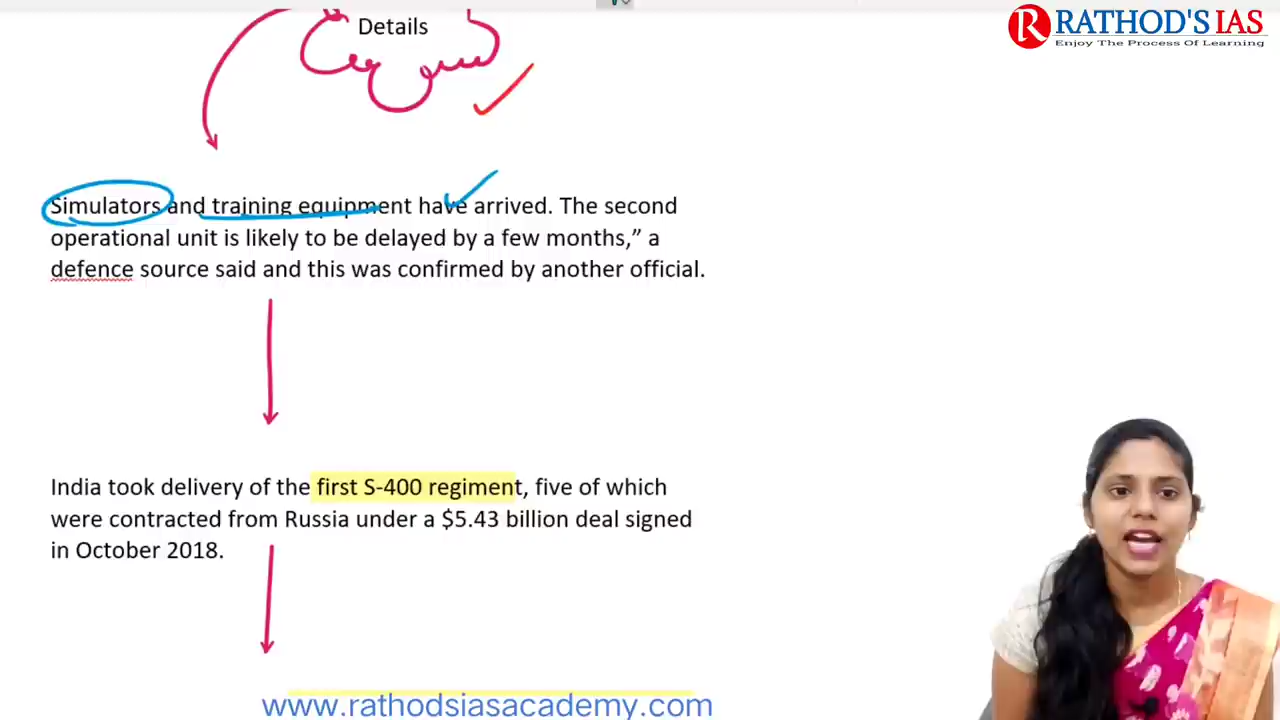 Details
R RATHOD'S IAS
Enjoy The Process Of Learning
Simulators and training equipment have arrived. The second
operational unit is likely to be delayed by a few months,” a
defence source said and this was confirmed by another official.
India took delivery of the first S-400 regiment, five of which
were contracted from Russia under a $5.43 billion deal signed
in October 2018.
www.rathodsiasacademy.com